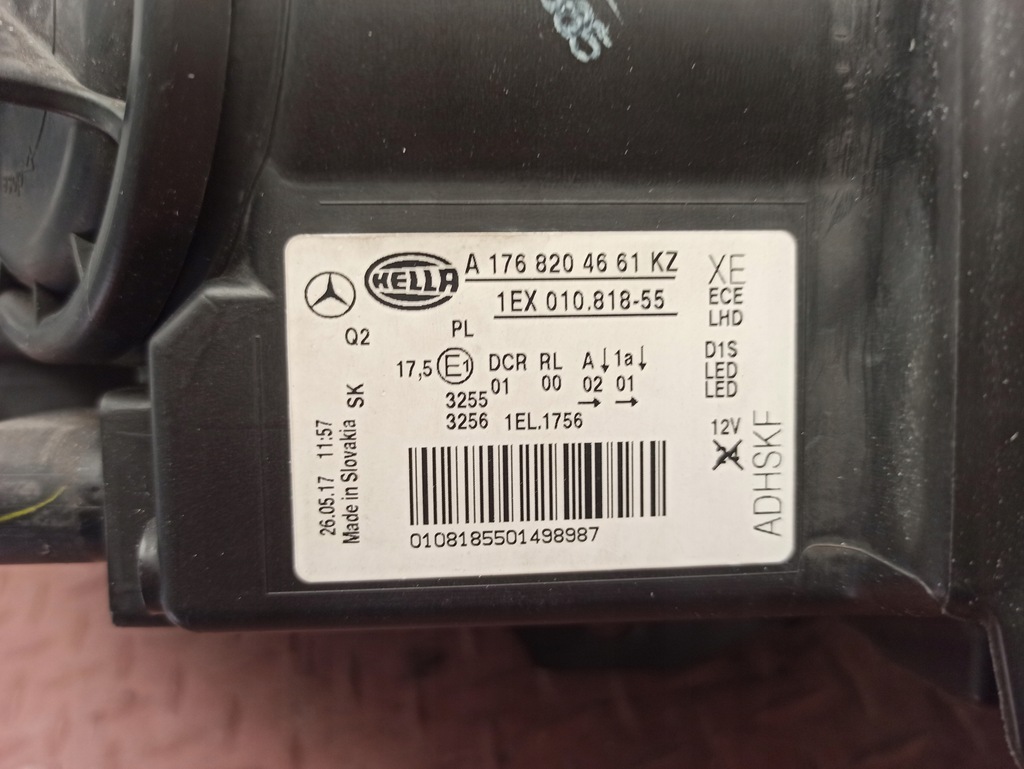 HELLA
A 176 820 46 61 KZ
1EX 010.818-55
Q2
PL
17,5 E1 DCR RL A↓ 1a↓
01 00 02 01
→ →
3255
3256 1EL.1756
0108185501498987
26.05.17 11:57
Made in Slovakia SK
XE
ECE
LHD
D1S
LED
LED
12V
ADHSKF